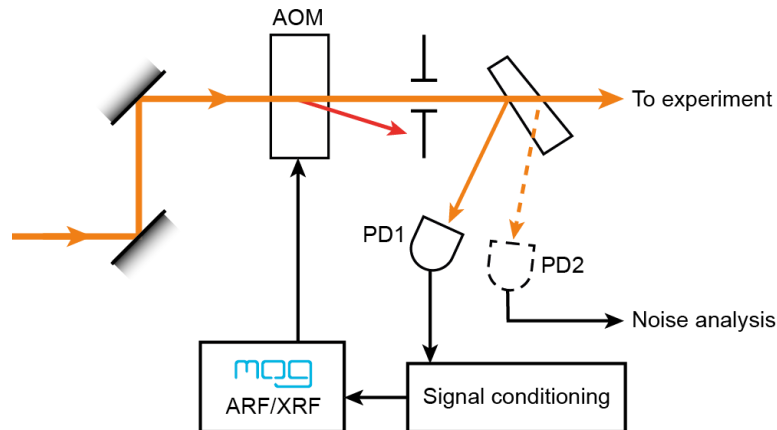 AOM
To experiment
PD1
PD2
Noise analysis
mog
ARF/XRF
Signal conditioning